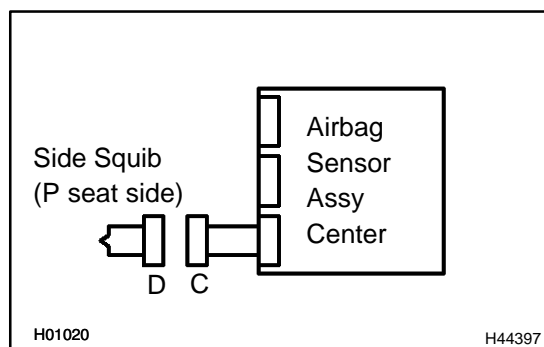 Airbag
Sensor
Assy
Center
Side Squib
(P seat side)
D C
H01020
H44397